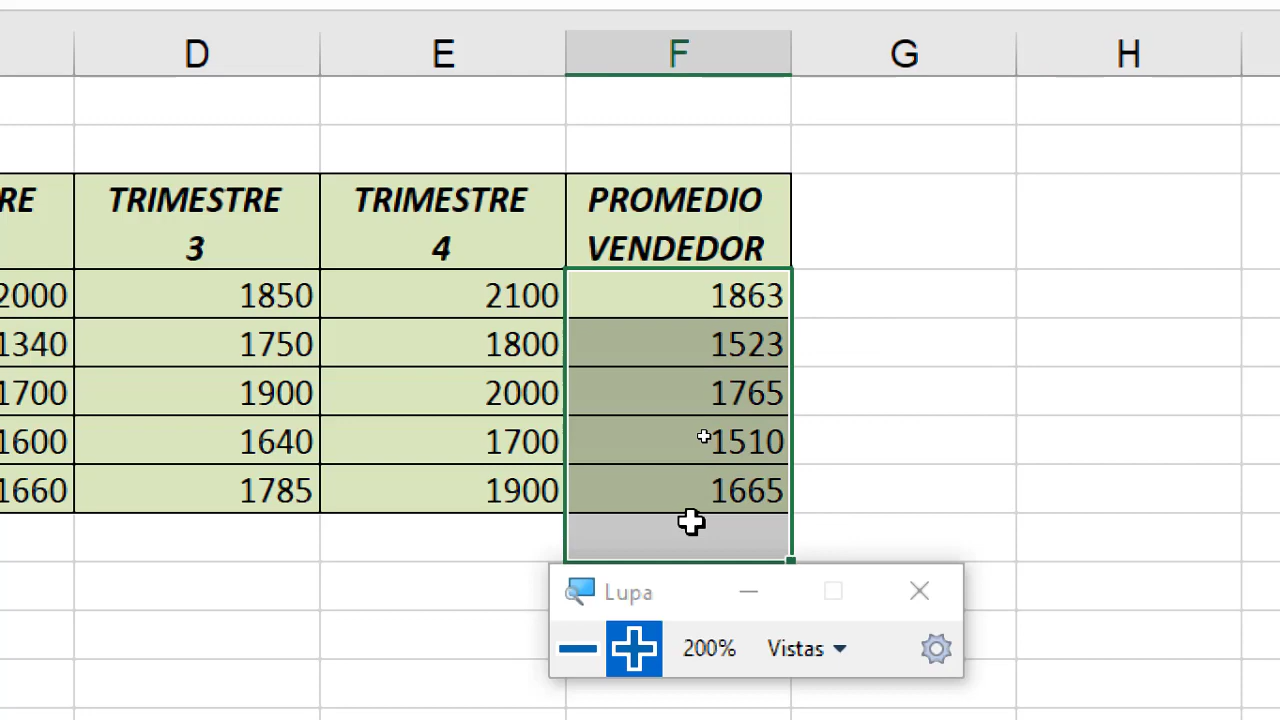 D E F G H
RE TRIMESTRE TRIMESTRE PROMEDIO
3 4 VENDEDOR
2000 1850 2100 1863
1340 1750 1800 1523
1700 1900 2000 1765
1600 1640 1700 1510
1660 1785 1900 1665
Lupa
200% Vistas